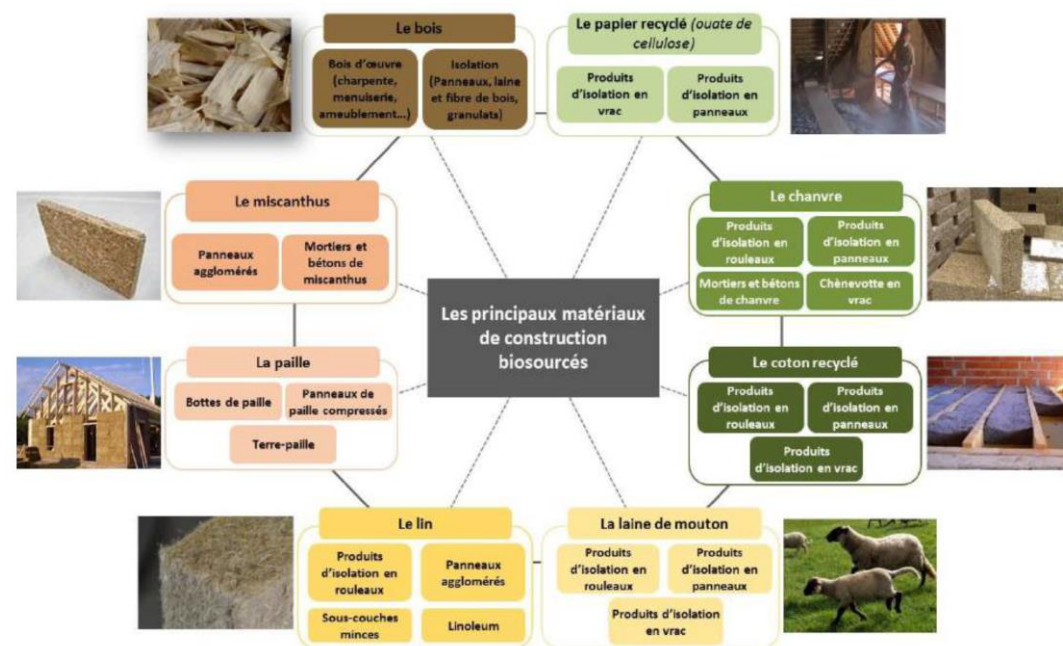 Le bois
Bois d'œuvre
(charpente,
menuiserie,
ameublement...)
Isolation
(Panneaux, laine
et fibre de bois,
granulats)
Le papier recyclé (ouate de
cellulose)
Produits
d'isolation en
vrac
Produits
d'isolation en
panneaux
Le miscanthus
Panneaux
agglomérés
Mortiers et
bétons de
miscanthus
Le chanvre
Produits
d'isolation en
rouleaux
Produits
d'isolation en
panneaux
Mortiers et bétons
de chanvre
Chènevotte en
vrac
Les principaux matériaux
de construction
biosourcés
La paille
Bottes de paille
Panneaux de
paille compressés
Terre-paille
Le coton recyclé
Produits
d'isolation en
rouleaux
Produits
d'isolation en
panneaux
Produits
d'isolation en vrac
Le lin
Produits
d'isolation en
rouleaux
Panneaux
agglomérés
Sous-couches
minces
Linoleum
La laine de mouton
Produits
d'isolation en
rouleaux
Produits
d'isolation en
panneaux
Produits d'isolation
en vrac